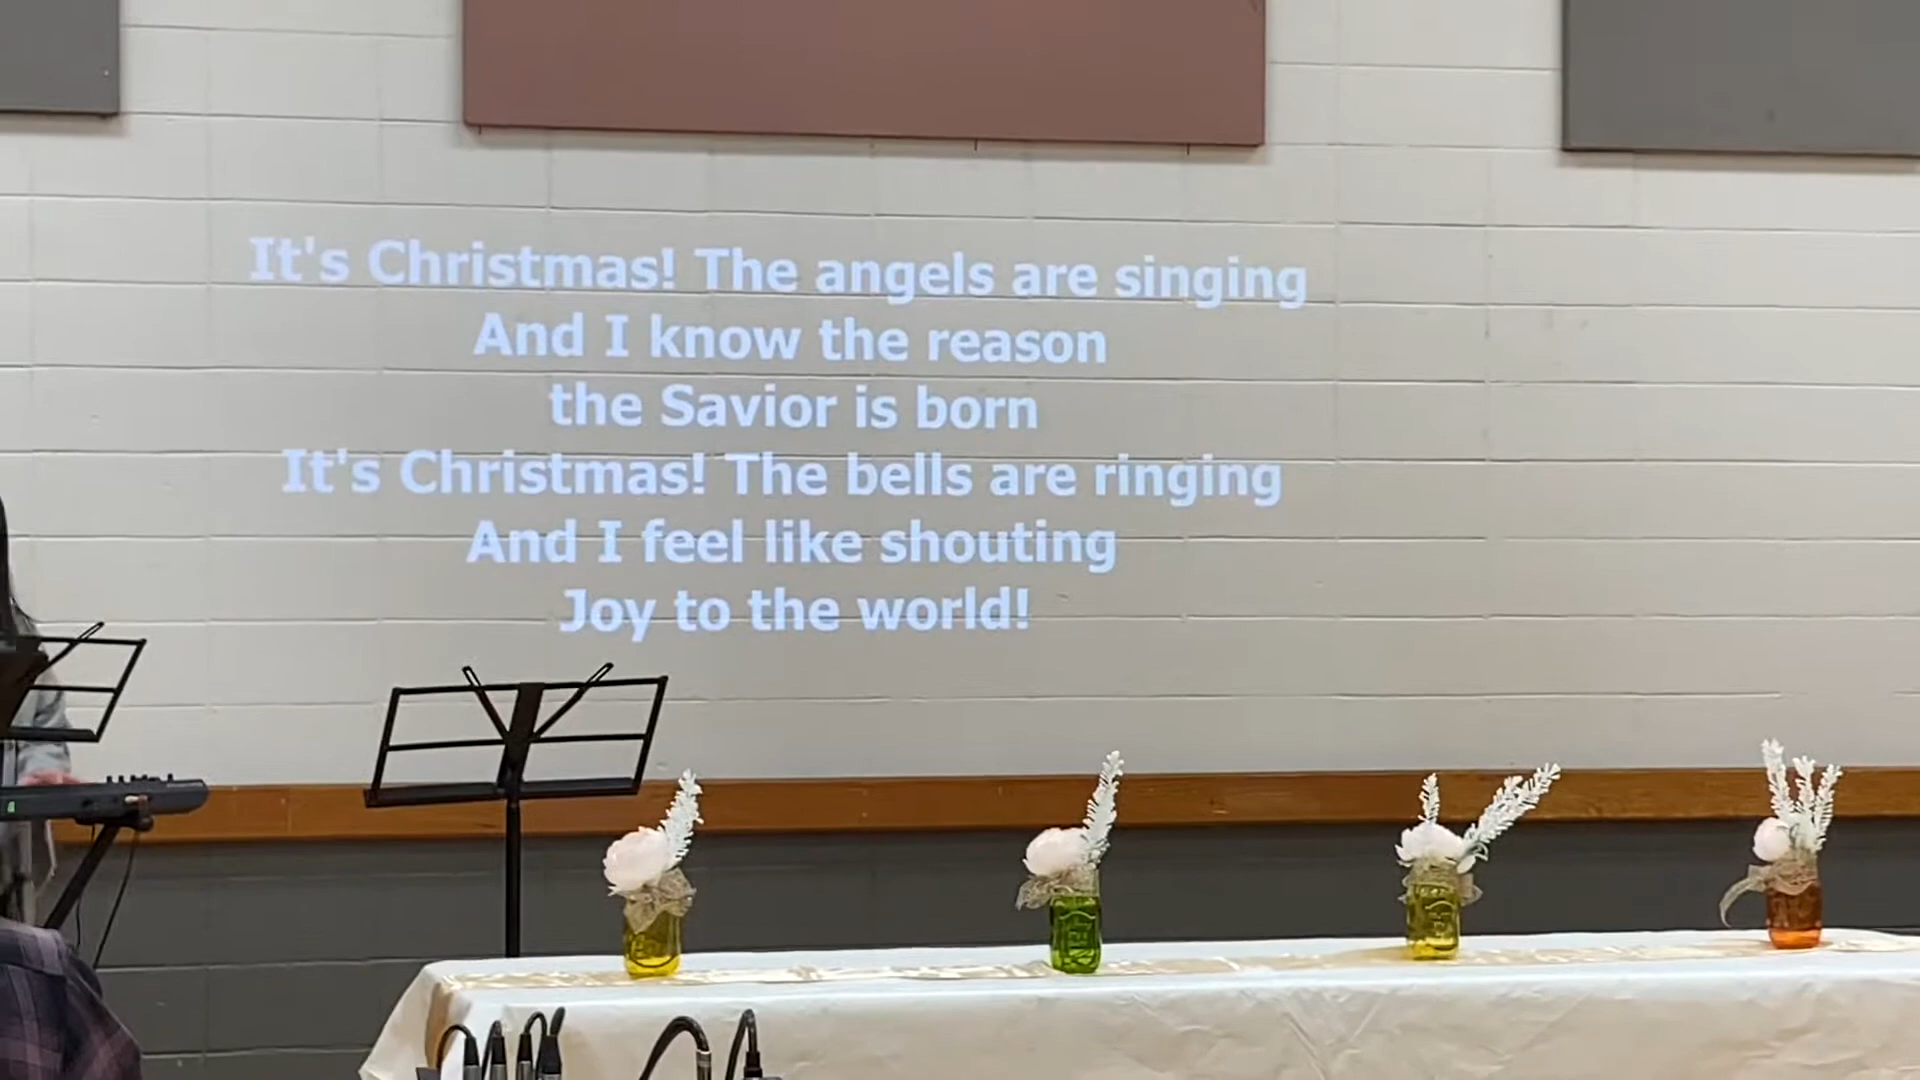 It's Christmas! The angels are singing
And I know the reason
the Savior is born
It's Christmas! The bells are ringing
And I feel like shouting
Joy to the world!